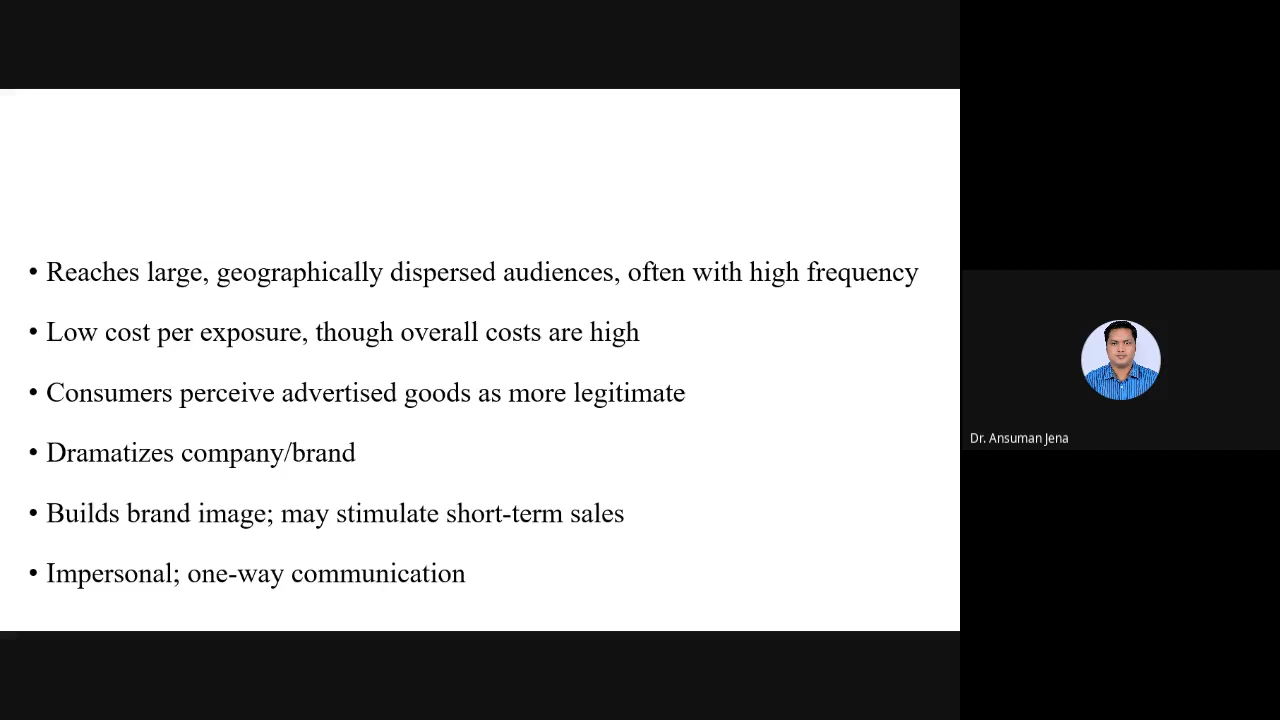 • Reaches large, geographically dispersed audiences, often with high frequency
• Low cost per exposure, though overall costs are high
• Consumers perceive advertised goods as more legitimate
• Dramatizes company/brand
• Builds brand image; may stimulate short-term sales
• Impersonal; one-way communication
Dr. Ansuman Jena